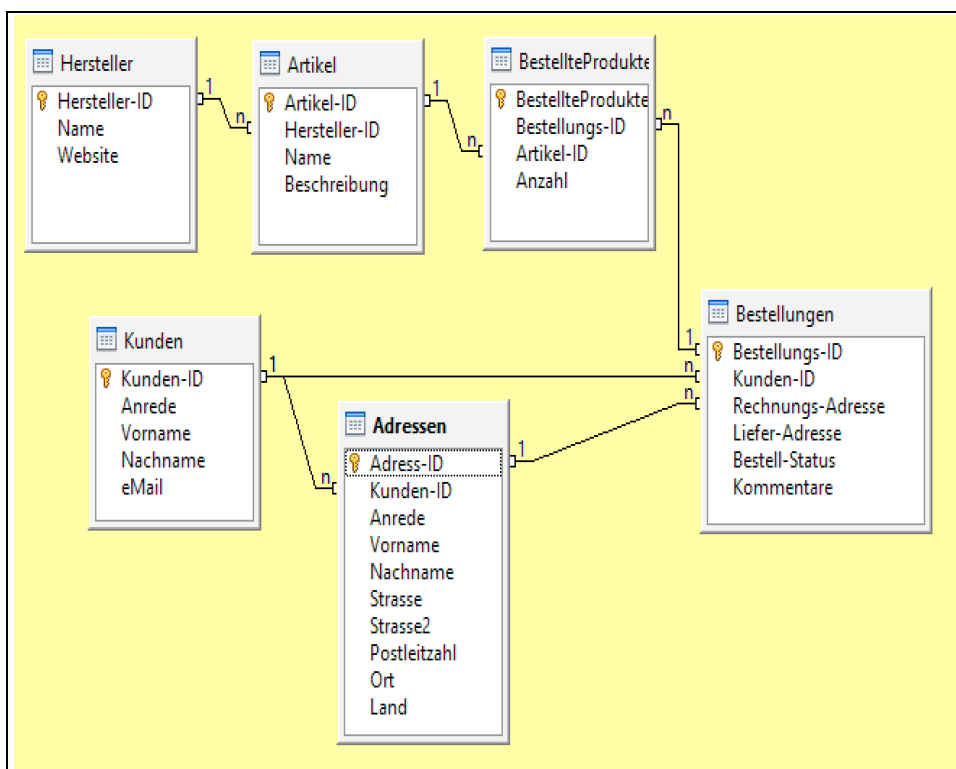 Hersteller
Hersteller-ID
Name
Website
1
n
Artikel
Artikel-ID
Hersteller-ID
Name
Beschreibung
1
n
BestellteProdukte
BestellteProdukte
Bestellungs-ID
Artikel-ID
Anzahl
n
1
Kunden
Kunden-ID
Anrede
Vorname
Nachname
eMail
1
n
n
Adressen
Adress-ID
Kunden-ID
Anrede
Vorname
Nachname
Strasse
Strasse2
Postleitzahl
Ort
Land
1
n
Bestellungen
Bestellungs-ID
Kunden-ID
Rechnungs-Adresse
Liefer-Adresse
Bestell-Status
Kommentare